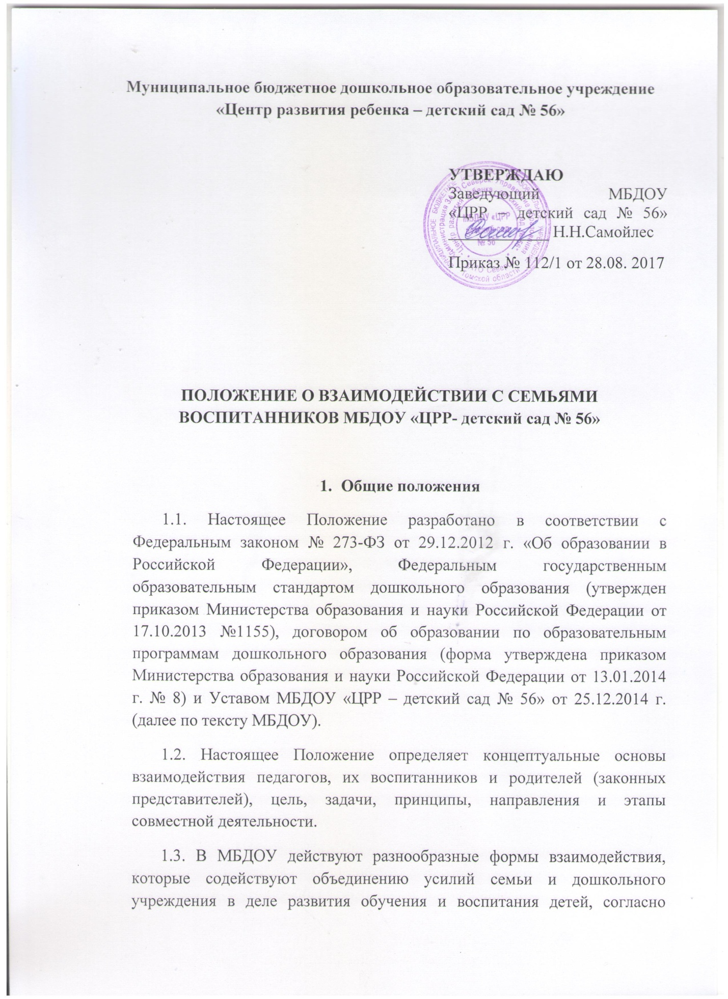 Муниципальное бюджетное дошкольное образовательное учреждение
«Центр развития ребенка – детский сад № 56»
УТВЕРЖДАЮ
Заведующий МБДОУ
«ЦРР – детский сад № 56»
Н.Н.Самойлес
Приказ № 112/1 от 28.08. 2017
МБДОУ «ЦРР
№ 56
Томской области
ПОЛОЖЕНИЕ О ВЗАИМОДЕЙСТВИИ С СЕМЬЯМИ
ВОСПИТАННИКОВ МБДОУ «ЦРР- детский сад № 56»
1. Общие положения
1.1. Настоящее Положение разработано в соответствии с
Федеральным законом № 273-ФЗ от 29.12.2012 г. «Об образовании в
Российской Федерации», Федеральным государственным
образовательным стандартом дошкольного образования (утвержден
приказом Министерства образования и науки Российской Федерации от
17.10.2013 №1155), договором об образовании по образовательным
программам дошкольного образования (форма утверждена приказом
Министерства образования и науки Российской Федерации от 13.01.2014
г. № 8) и Уставом МБДОУ «ЦРР – детский сад № 56» от 25.12.2014 г.
(далее по тексту МБДОУ).
1.2. Настоящее Положение определяет концептуальные основы
взаимодействия педагогов, их воспитанников и родителей (законных
представителей), цель, задачи, принципы, направления и этапы
совместной деятельности.
1.3. В МБДОУ действуют разнообразные формы взаимодействия,
которые содействуют объединению усилий семьи и дошкольного
учреждения в деле развития обучения и воспитания детей, согласно